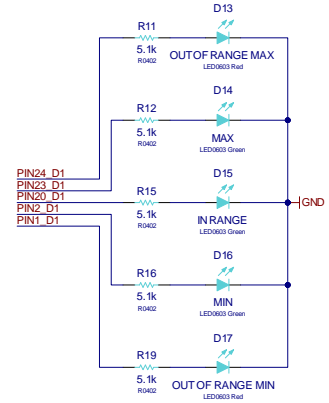 D13
R11
5.1k
R0402
OUT OF RANGE MAX
LED0603 Red
D14
R12
5.1k
R0402
MAX
LED0603 Green
PIN24_D1
PIN23_D1
PIN20_D1
PIN2_D1
PIN1_D1
D15
R15
5.1k
R0402
IN RANGE
LED0603 Green
GND
D16
R16
5.1k
R0402
MIN
LED0603 Green
D17
R19
5.1k
R0402
OUT OF RANGE MIN
LED0603 Red